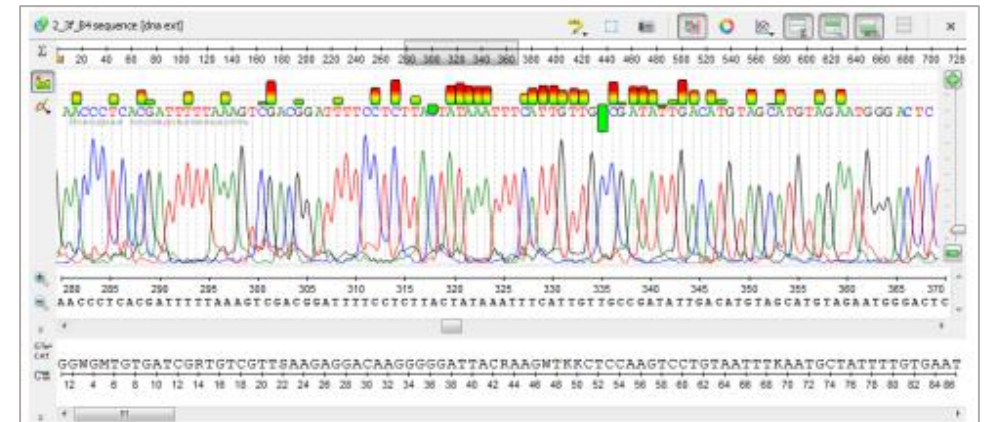 2_3f_B4 sequence [dna ext]
Σ 20 40 60 80 100 120 140 160 180 200 220 240 260 280 300 320 340 360 380 400 420 440 460 480 500 520 540 560 580 600 620 640 660 680 700 728
280 285 290 295 300 305 310 315 320 325 330 335 340 345 350 355 360 365 370
AACCCTCACGATTTTTAAAGTCGACGGATTTTCCTCTTACTATAAATTTCATTGTTGCCGATATTGACATGTAGCATGTAGAATGGGACTC
GGWGMTGTGATCGRTGTCGTTSAAGAGGACAAGGGGGATTACRAAGWTKKCTCCAAGTCCTGTAATTTKAATGCTATTTTGTGAAT
12 4 6 8 10 12 14 16 18 20 22 24 26 28 30 32 34 36 38 40 42 44 46 48 50 52 54 56 58 60 62 64 66 68 70 72 74 76 78 80 82 84 86